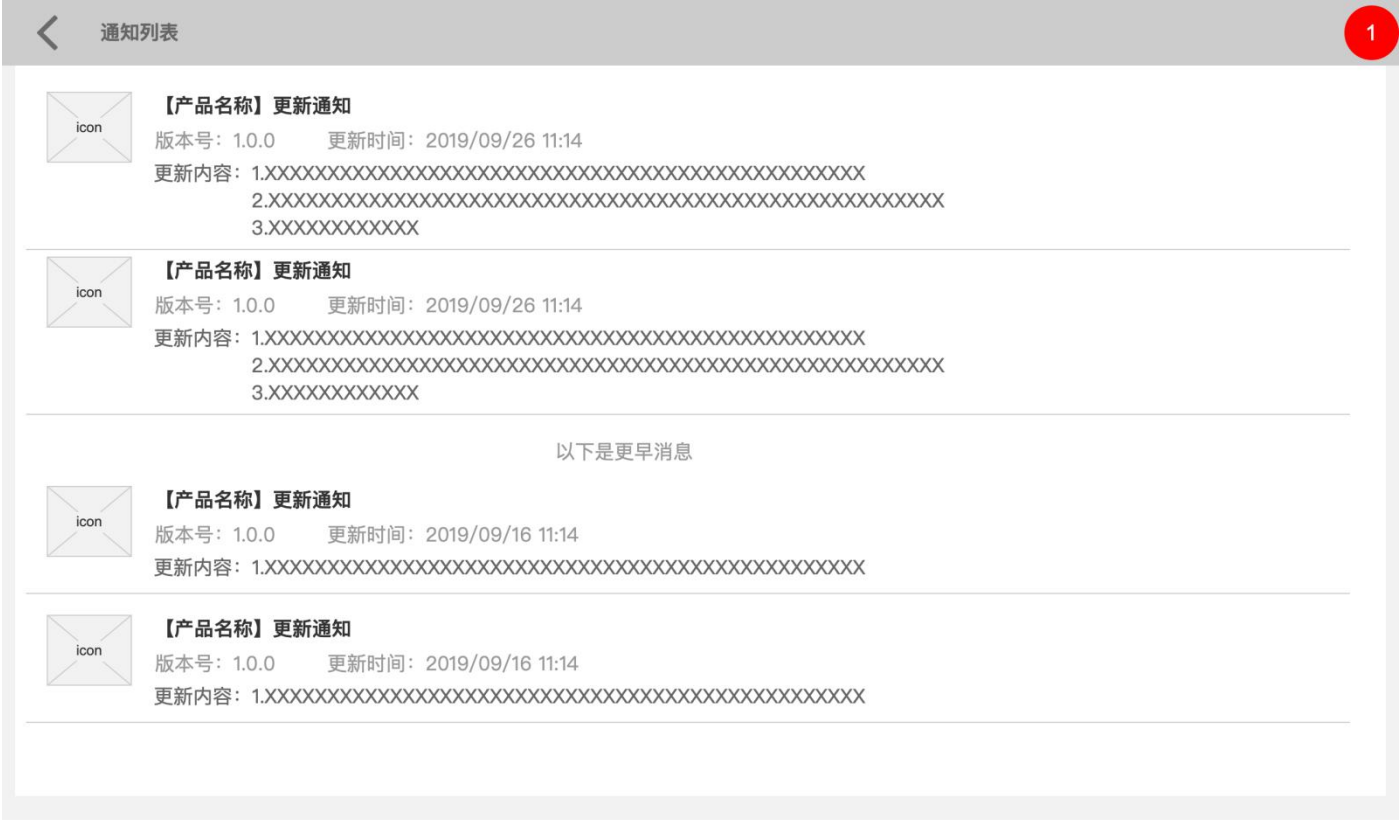 通知列表
1
icon
【产品名称】更新通知
版本号：1.0.0 更新时间：2019/09/26 11:14
更新内容：1.XXXXXXXXXXXXXXXXXXXXXXXXXXXXXXXXXXXXXXXXXXXXXXXX
2.XXXXXXXXXXXXXXXXXXXXXXXXXXXXXXXXXXXXXXXXXXXXXXXXXXXXXX
3.XXXXXXXXXXXX
icon
【产品名称】更新通知
版本号：1.0.0 更新时间：2019/09/26 11:14
更新内容：1.XXXXXXXXXXXXXXXXXXXXXXXXXXXXXXXXXXXXXXXXXXXXXXXX
2.XXXXXXXXXXXXXXXXXXXXXXXXXXXXXXXXXXXXXXXXXXXXXXXXXXXXXX
3.XXXXXXXXXXXX
以下是更早消息
icon
【产品名称】更新通知
版本号：1.0.0 更新时间：2019/09/16 11:14
更新内容：1.XXXXXXXXXXXXXXXXXXXXXXXXXXXXXXXXXXXXXXXXXXXXXXXX
icon
【产品名称】更新通知
版本号：1.0.0 更新时间：2019/09/16 11:14
更新内容：1.XXXXXXXXXXXXXXXXXXXXXXXXXXXXXXXXXXXXXXXXXXXXXXXX